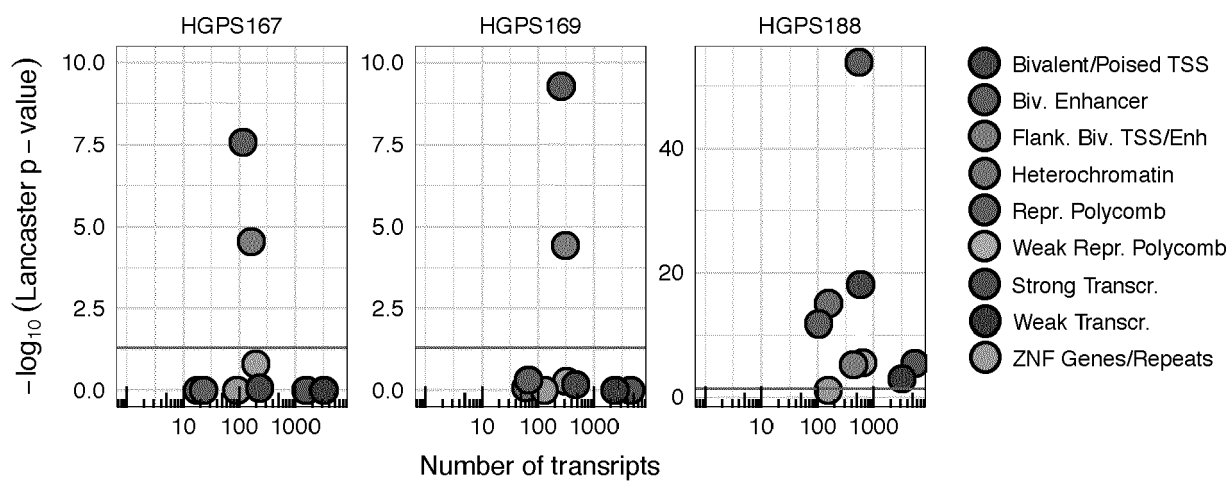 HGPS167 HGPS169 HGPS188
−log10 (Lancaster p − value)
10.0 7.5 5.0 2.5 0.0
10 100 1000
10.0 7.5 5.0 2.5 0.0
10 100 1000
40 20 0
10 100 1000
Number of transripts
Bivalent/Poised TSS
Biv. Enhancer
Flank. Biv. TSS/Enh
Heterochromatin
Repr. Polycomb
Weak Repr. Polycomb
Strong Transcr.
Weak Transcr.
ZNF Genes/Repeats